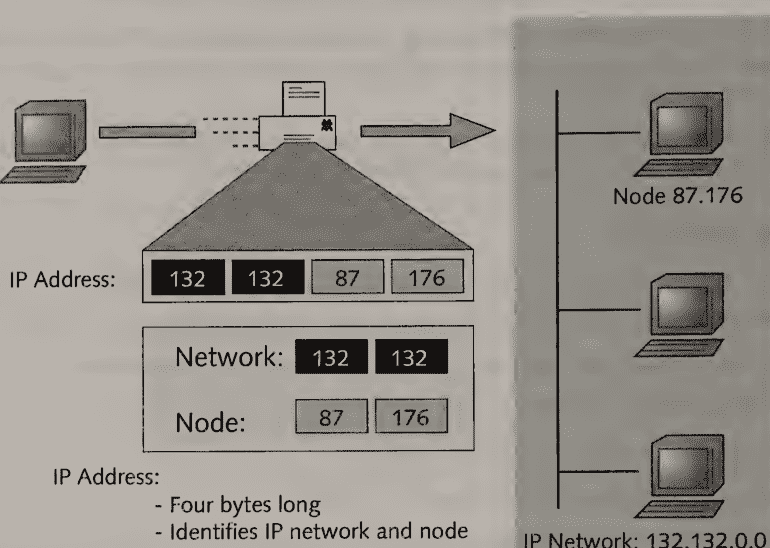 Node 87.176
IP Address: 132 132 87 176
Network: 132 132
Node: 87 176
IP Address:
- Four bytes long
- Identifies IP network and node
IP Network: 132.132.0.0